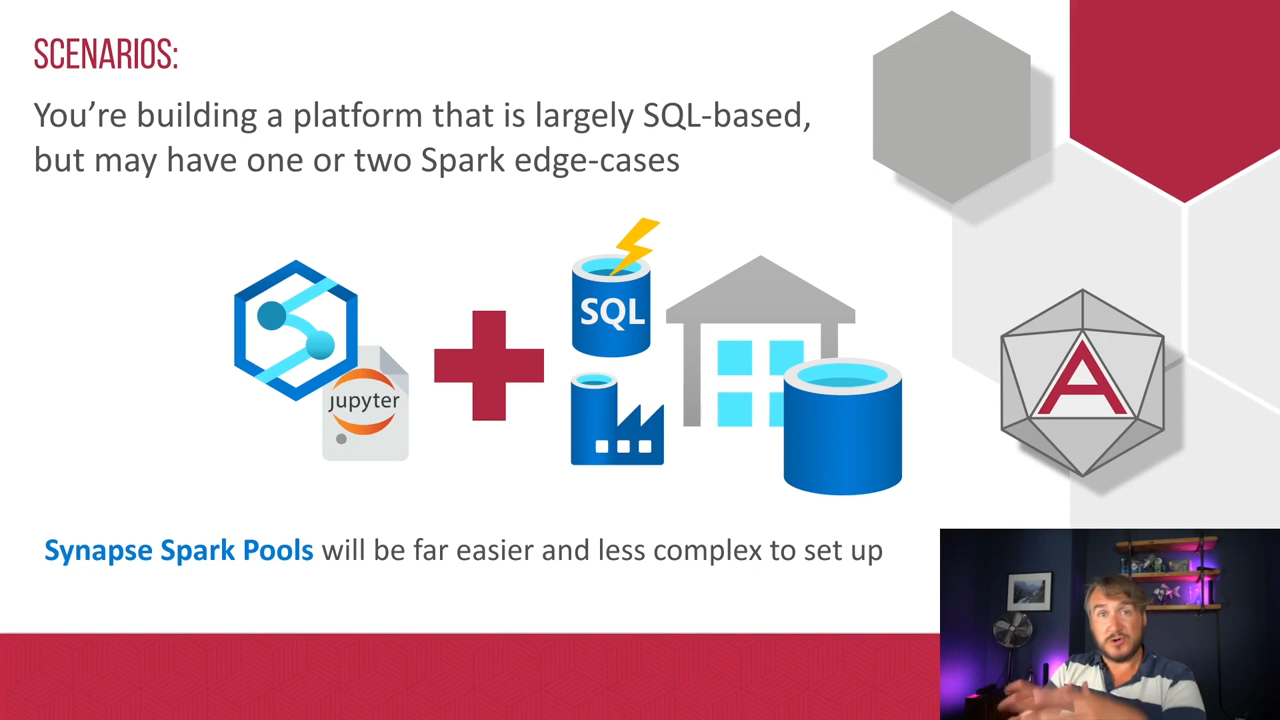 SCENARIOS:
You're building a platform that is largely SQL-based,
but may have one or two Spark edge-cases
SQL
jupyter
A
Synapse Spark Pools will be far easier and less complex to set up